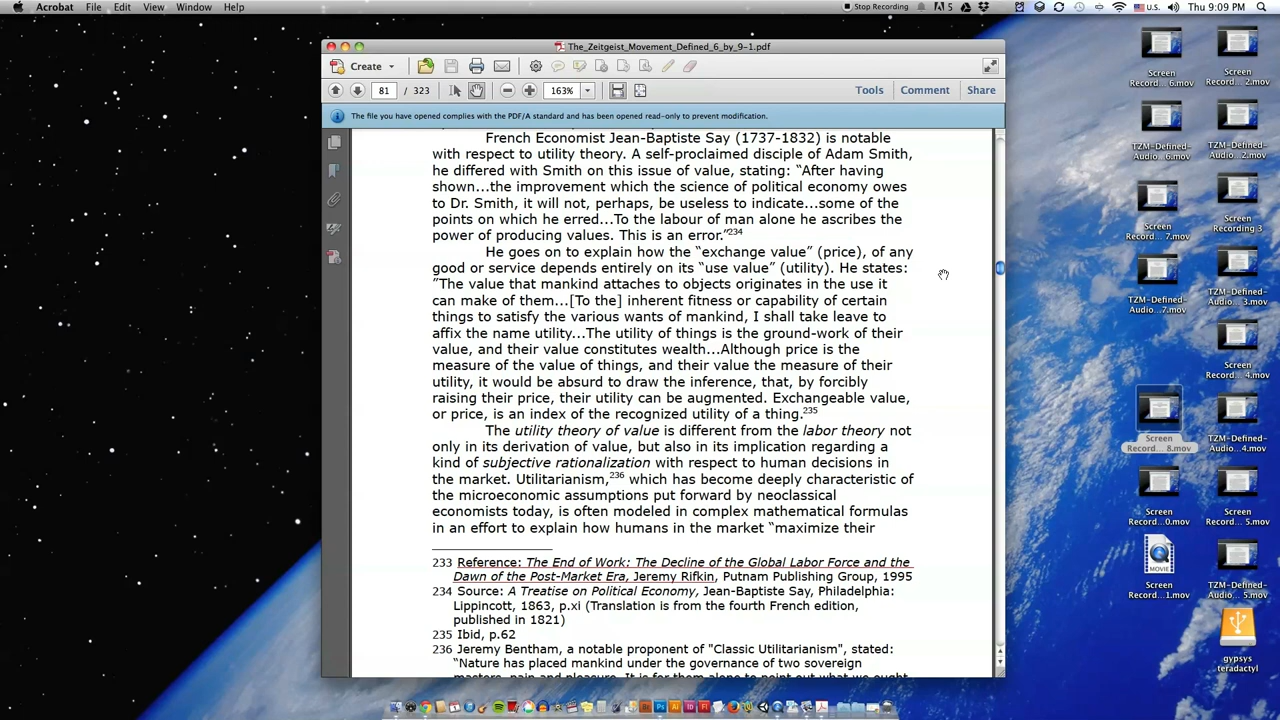 Acrobat File Edit View Window Help
Stop Recording
5
U.S.
Thu 9:09 PM
The_Zeitgeist_Movement_Defined_6_by_9-1.pdf
Create
81 / 323
163%
Tools Comment Share
The file you have opened complies with the PDF/A standard and has been opened read-only to prevent modification.
French Economist Jean-Baptiste Say (1737-1832) is notable
with respect to utility theory. A self-proclaimed disciple of Adam Smith,
he differed with Smith on this issue of value, stating: “After having
shown...the improvement which the science of political economy owes
to Dr. Smith, it will not, perhaps, be useless to indicate...some of the
points on which he erred...To the labour of man alone he ascribes the
power of producing values. This is an error.”234
He goes on to explain how the “exchange value” (price), of any
good or service depends entirely on its “use value” (utility). He states:
“The value that mankind attaches to objects originates in the use it
can make of them...[To the] inherent fitness or capability of certain
things to satisfy the various wants of mankind, I shall take leave to
affix the name utility...The utility of things is the ground-work of their
value, and their value constitutes wealth...Although price is the
measure of the value of things, and their value the measure of their
utility, it would be absurd to draw the inference, that, by forcibly
raising their price, their utility can be augmented. Exchangeable value,
or price, is an index of the recognized utility of a thing.235
The utility theory of value is different from the labor theory not
only in its derivation of value, but also in its implication regarding a
kind of subjective rationalization with respect to human decisions in
the market. Utilitarianism,236 which has become deeply characteristic of
the microeconomic assumptions put forward by neoclassical
economists today, is often modeled in complex mathematical formulas
in an effort to explain how humans in the market “maximize their
233 Reference: The End of Work: The Decline of the Global Labor Force and the
Dawn of the Post-Market Era, Jeremy Rifkin, Putnam Publishing Group, 1995
234 Source: A Treatise on Political Economy, Jean-Baptiste Say, Philadelphia:
Lippincott, 1863, p.xi (Translation is from the fourth French edition,
published in 1821)
235 Ibid, p.62
236 Jeremy Bentham, a notable proponent of "Classic Utilitarianism", stated:
“Nature has placed mankind under the governance of two sovereign
Screen
Record... 6.mov
Screen
Record... 2.mov
TZM-Defined-
Audio... 6.mov
TZM-Defined-
Audio... 2.mov
Screen
Record... 7.mov
Screen
Recording 3
TZM-Defined-
Audio... 7.mov
TZM-Defined-
Audio... 3.mov
Screen
Record... 4.mov
Screen
Record... 8.mov
TZM-Defined-
Audio... 4.mov
Screen
Record...0.mov
Screen
Record... 5.mov
MOVIE
Screen
Record...1.mov
TZM-Defined-
Audio... 5.mov
gypsys
teradactyl